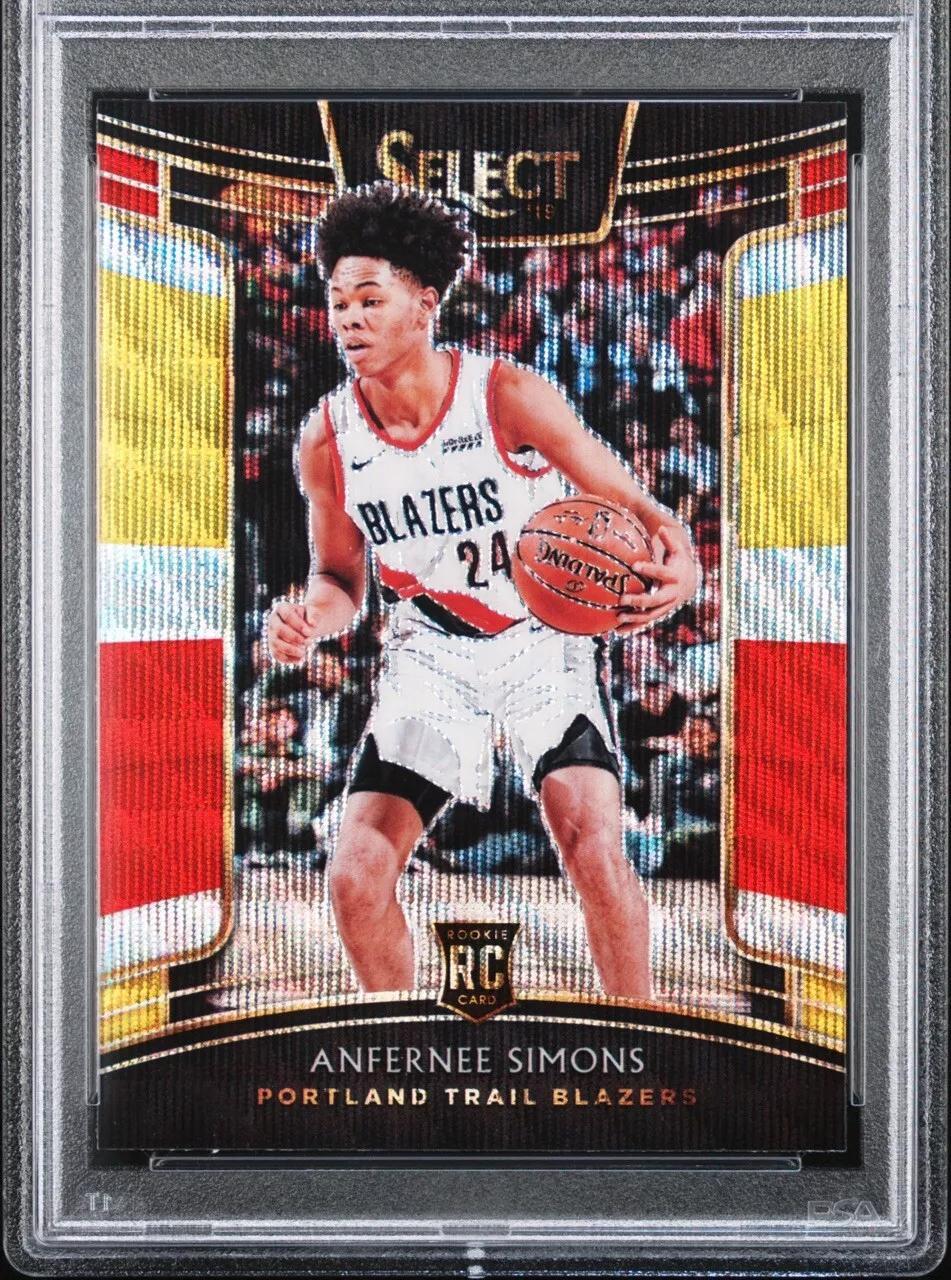 SELECT
BLAZERS
24
SPALDING
ROOKIE
RC
CARD
ANFERNEE SIMONS
PORTLAND TRAIL BLAZERS
PSA